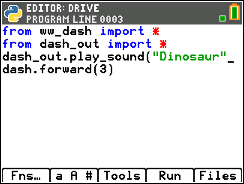 EDITOR: DRIVE
PROGRAM LINE 0003
from ww_dash import *
from dash_out import *
dash_out.play_sound("Dinosaur"_
dash.forward(3)
Fns… a A # Tools Run Files